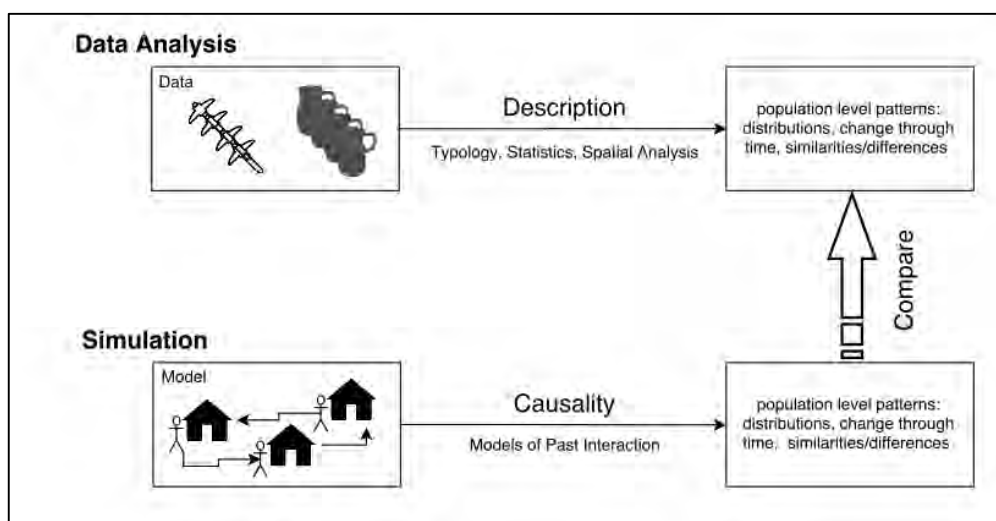 Data Analysis
Data
Description
Typology, Statistics, Spatial Analysis
population level patterns:
distributions, change through
time, similarities/differences
Compare
Simulation
Model
Causality
Models of Past Interaction
population level patterns:
distributions, change through
time, similarities/differences